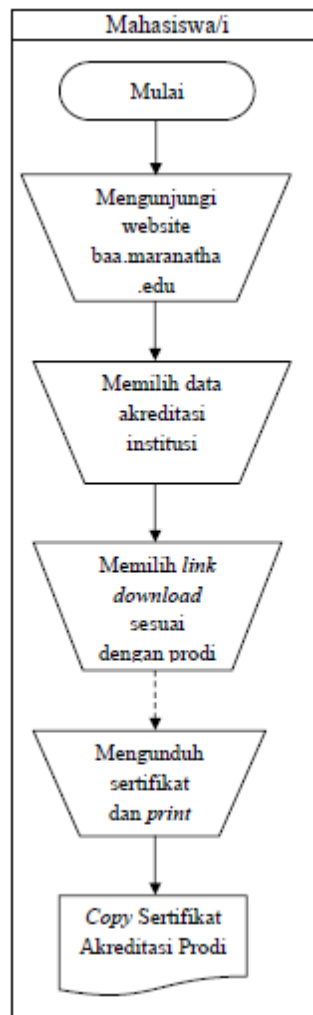 Mahasiswa/i
Mulai
Mengunjungi
website
baa.maranatha
.edu
Memilih data
akreditasi
institusi
Memilih link
download
sesuai
dengan prodi
Mengunduh
sertifikat
dan print
Copy Sertifikat
Akreditasi Prodi